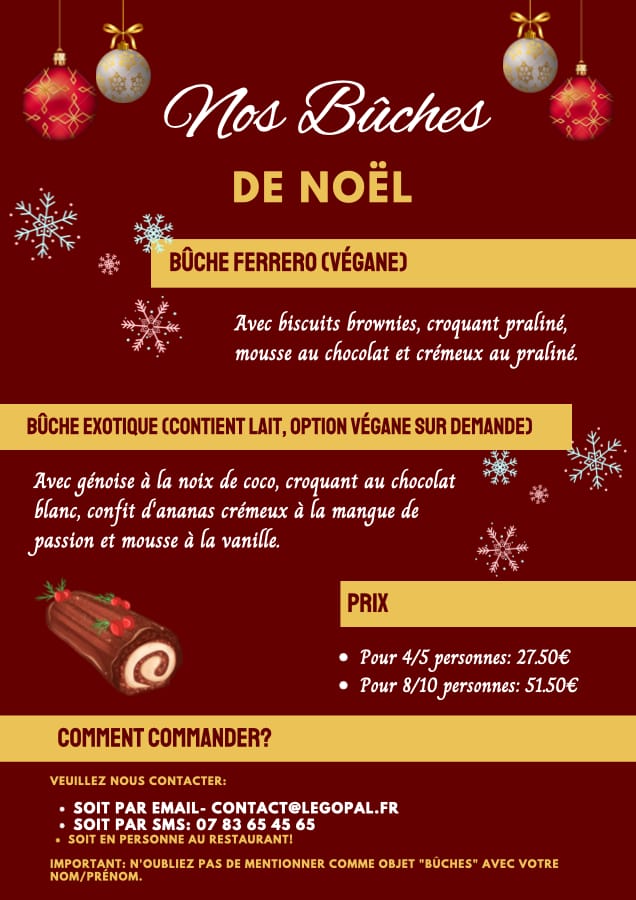 Nos Bûches
DE NOËL
BÛCHE FERRERO (VÉGANE)
Avec biscuits brownies, croquant praliné,
mousse au chocolat et crémeux au praliné.
BÛCHE EXOTIQUE (CONTIENT LAIT, OPTION VÉGANE SUR DEMANDE)
Avec génoise à la noix de coco, croquant au chocolat
blanc, confit d'ananas crémeux à la mangue de
passion et mousse à la vanille.
PRIX
• Pour 4/5 personnes: 27.50€
• Pour 8/10 personnes: 51.50€
COMMENT COMMANDER?
VEUILLEZ NOUS CONTACTER:
• SOIT PAR EMAIL- CONTACT@LEGOPAL.FR
• SOIT PAR SMS: 07 83 65 45 65
• SOIT EN PERSONNE AU RESTAURANT!
IMPORTANT: N'OUBLIEZ PAS DE MENTIONNER COMME OBJET "BÛCHES" AVEC VOTRE
NOM/PRÉNOM.